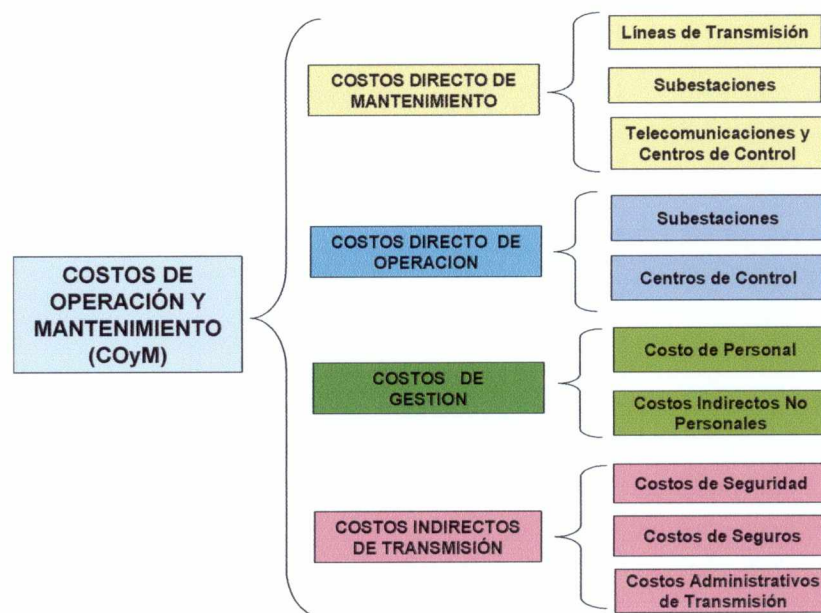 COSTOS DE
OPERACIÓN Y
MANTENIMIENTO
(COyM)
COSTOS DIRECTO DE
MANTENIMIENTO
Líneas de Transmisión
Subestaciones
Telecomunicaciones y
Centros de Control
COSTOS DIRECTO DE
OPERACION
Subestaciones
Centros de Control
COSTOS DE
GESTION
Costo de Personal
Costos Indirectos No
Personales
COSTOS INDIRECTOS
DE TRANSMISIÓN
Costos de Seguridad
Costos de Seguros
Costos Administrativos
de Transmisión